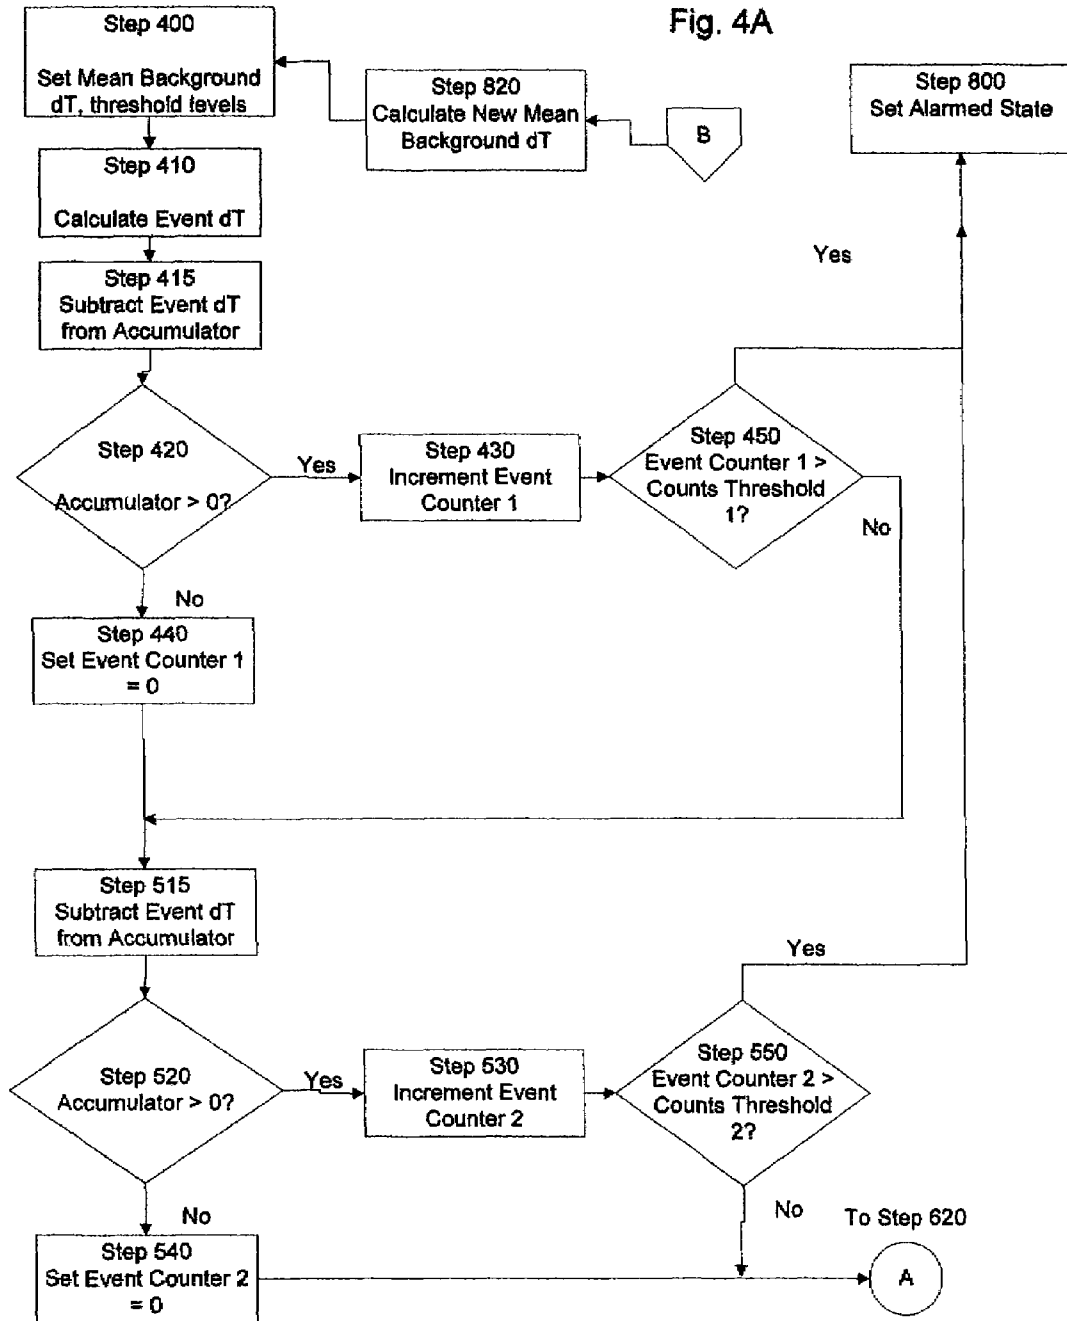 Fig. 4A
Step 400
Set Mean Background
dT, threshold levels
Step 820
Calculate New Mean
Background dT
B
Step 800
Set Alarmed State
Step 410
Calculate Event dT
Step 415
Subtract Event dT
from Accumulator
Yes
Step 420
Accumulator > 0?
Yes
Step 430
Increment Event
Counter 1
Step 450
Event Counter 1 >
Counts Threshold
1?
No
No
Step 440
Set Event Counter 1
= 0
Step 515
Subtract Event dT
from Accumulator
Yes
Step 520
Accumulator > 0?
Yes
Step 530
Increment Event
Counter 2
Step 550
Event Counter 2 >
Counts Threshold
2?
No
No
To Step 620
Step 540
Set Event Counter 2
= 0
A